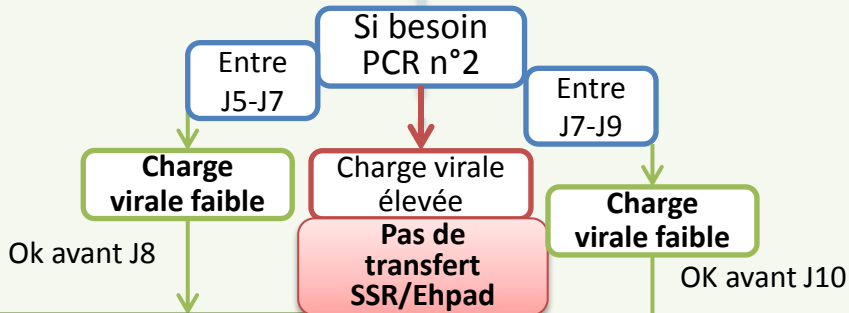 Si besoin
PCR n°2
Entre
J5-J7
Entre
J7-J9
Charge
virale faible
Charge virale
élevée
Charge
virale faible
Pas de
transfert
SSR/Ehpad
Ok avant J8
OK avant J10